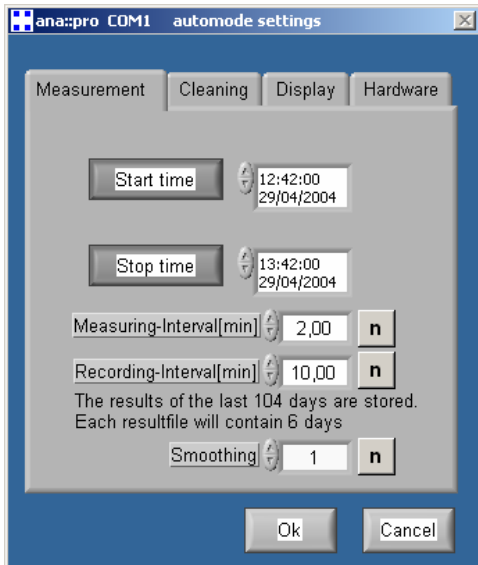 ana::pro COM1 automode settings
Measurement Cleaning Display Hardware
Start time 12:42:00
29/04/2004
Stop time 13:42:00
29/04/2004
Measuring-Interval[min] 2,00 n
Recording-Interval[min] 10,00 n
The results of the last 104 days are stored.
Each resultfile will contain 6 days
Smoothing 1 n
Ok Cancel